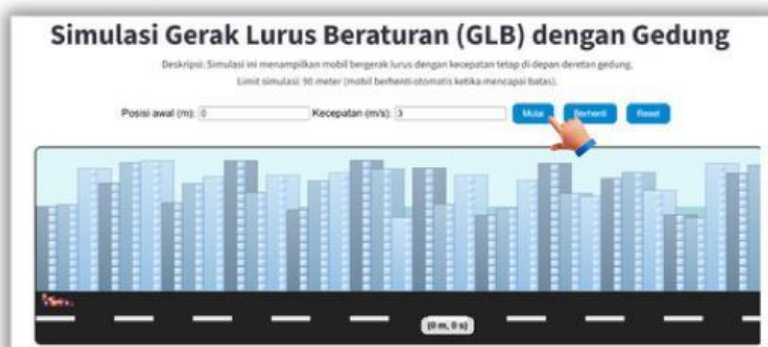 Simulasi Gerak Lurus Beraturan (GLB) dengan Gedung
Deskripsi: Simulasi ini menampilkan mobil bergerak lurus dengan kecepatan tetap di depan deretan gedung.
Limit simulasi: 90 meter (mobil berhenti otomatis ketika mencapai batas).
Posisi awal (m): 0 Kecepatan (m/s): 3 Mulai Berhenti Reset
(0 m, 0 s)